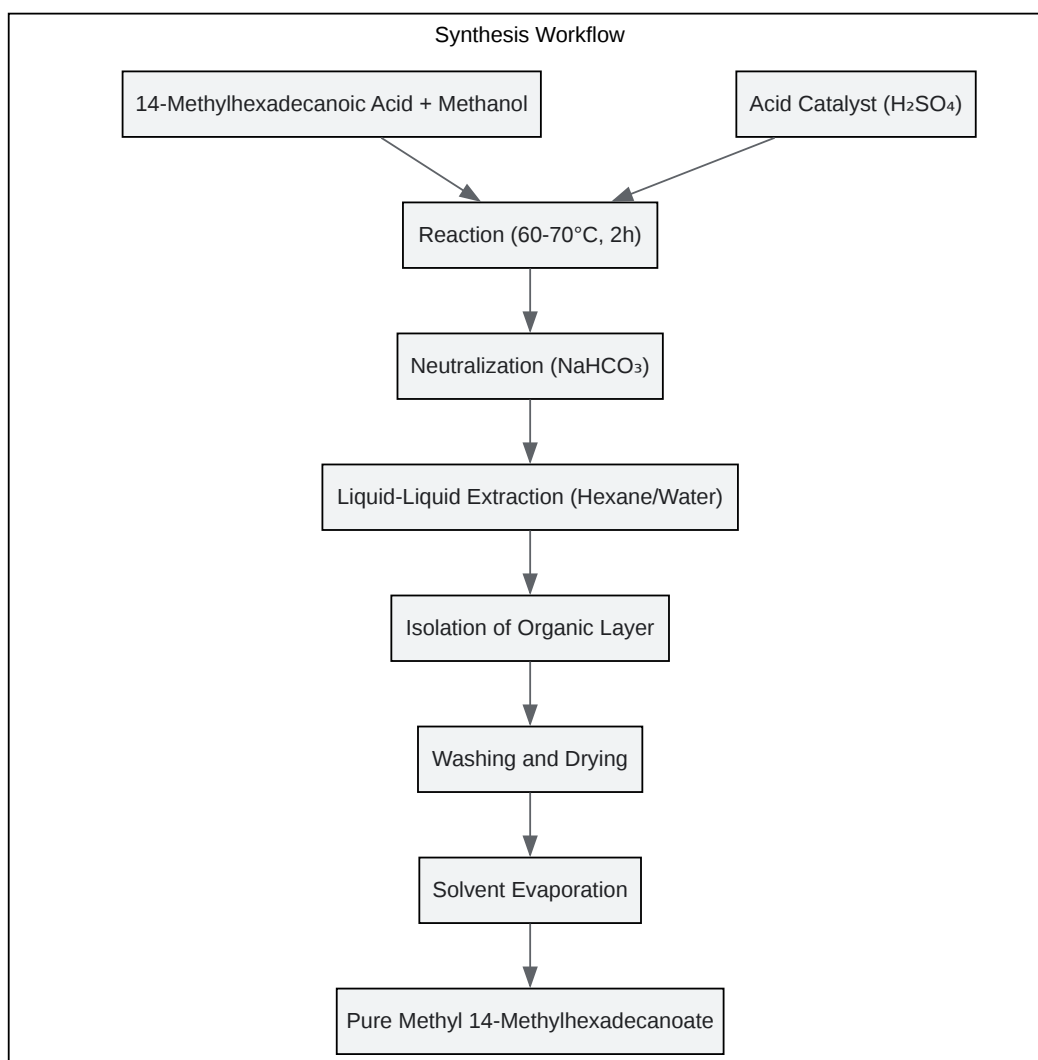 Synthesis Workflow
14-Methylhexadecanoic Acid + Methanol
Acid Catalyst (H₂SO₄)
Reaction (60-70°C, 2h)
Neutralization (NaHCO₃)
Liquid-Liquid Extraction (Hexane/Water)
Isolation of Organic Layer
Washing and Drying
Solvent Evaporation
Pure Methyl 14-Methylhexadecanoate